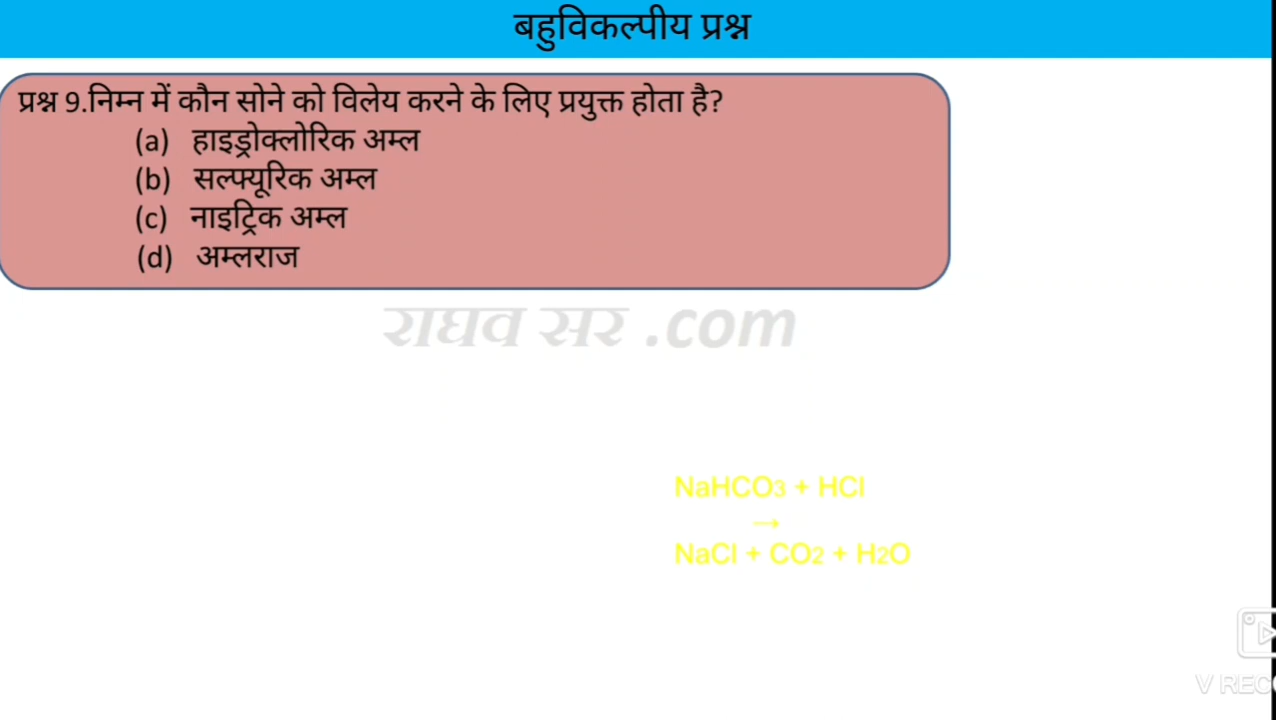 बहुविकल्पीय प्रश्न
प्रश्न 9.निम्न में कौन सोने को विलेय करने के लिए प्रयुक्त होता है?
(a) हाइड्रोक्लोरिक अम्ल
(b) सल्फ्यूरिक अम्ल
(c) नाइट्रिक अम्ल
(d) अम्लराज
राघव सर .com
NaHCO3 + HCl
→
NaCl + CO2 + H2O
V REC